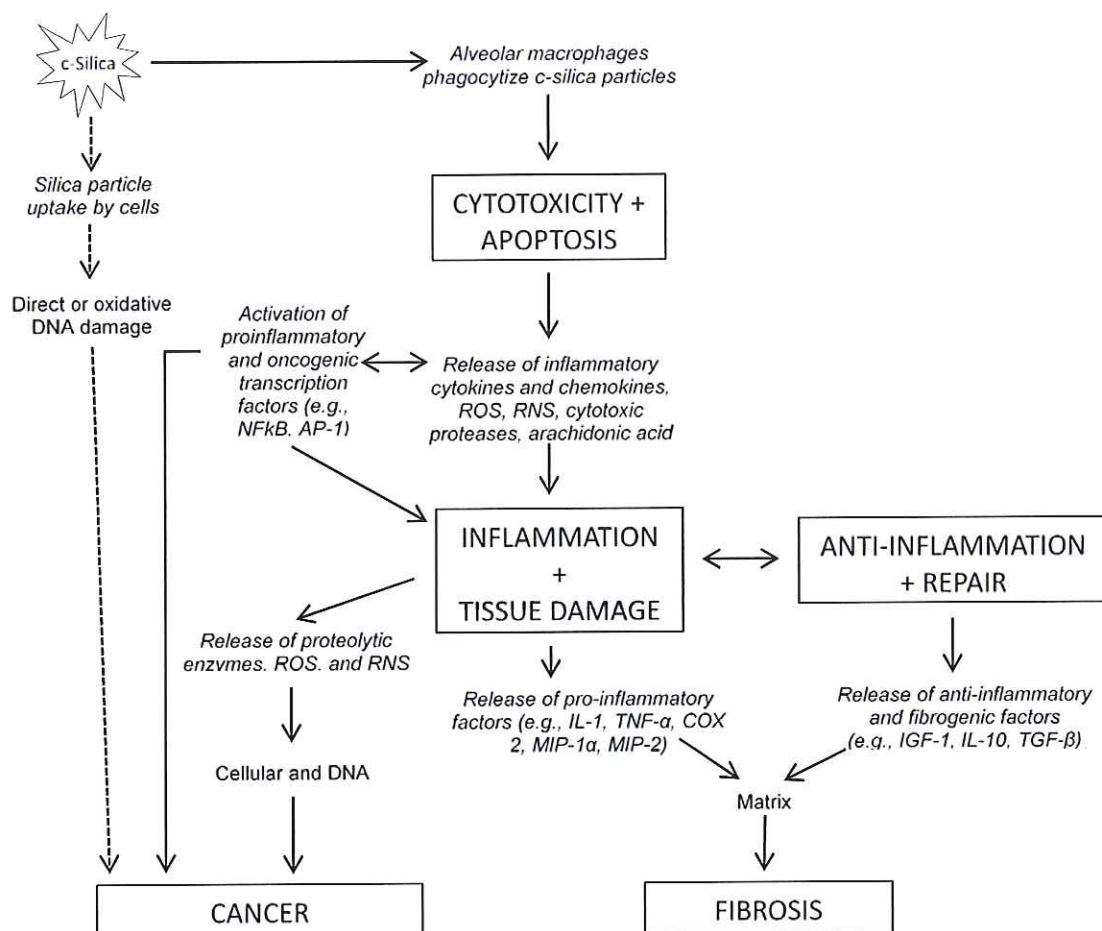 c-Silica
Alveolar macrophages
phagocytize c-silica particles
Silica particle
uptake by cells
CYTOTOXICITY +
APOPTOSIS
Direct or oxidative
DNA damage
Activation of
proinflammatory
and oncogenic
transcription
factors (e.g.,
NFkB. AP-1)
Release of inflammatory
cytokines and chemokines,
ROS, RNS, cytotoxic
proteases, arachidonic acid
INFLAMMATION
+
TISSUE DAMAGE
ANTI-INFLAMMATION
+ REPAIR
Release of proteolytic
enzymes. ROS. and RNS
Release of pro-inflammatory
factors (e.g., IL-1, TNF-α, COX
2, MIP-1α, MIP-2)
Release of anti-inflammatory
and fibrogenic factors
(e.g., IGF-1, IL-10, TGF-β)
Cellular and DNA
Matrix
CANCER
FIBROSIS